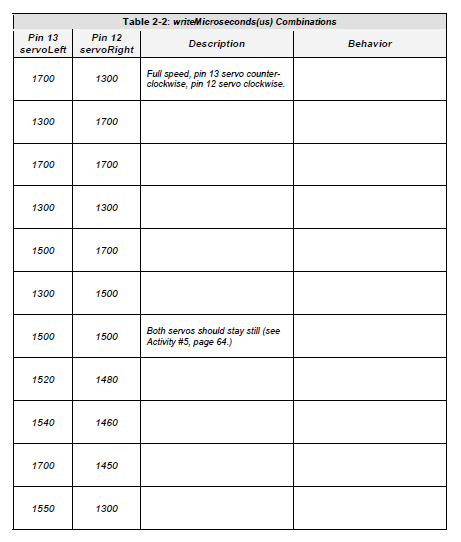 Table 2-2: writeMicroseconds(us) Combinations
Pin 13 servoLeft Pin 12 servoRight Description Behavior
1700 1300 Full speed, pin 13 servo counter-
clockwise, pin 12 servo clockwise.
1300 1700
1700 1700
1300 1300
1500 1700
1300 1500
1500 1500 Both servos should stay still (see
Activity #5, page 64.)
1520 1480
1540 1460
1700 1450
1550 1300